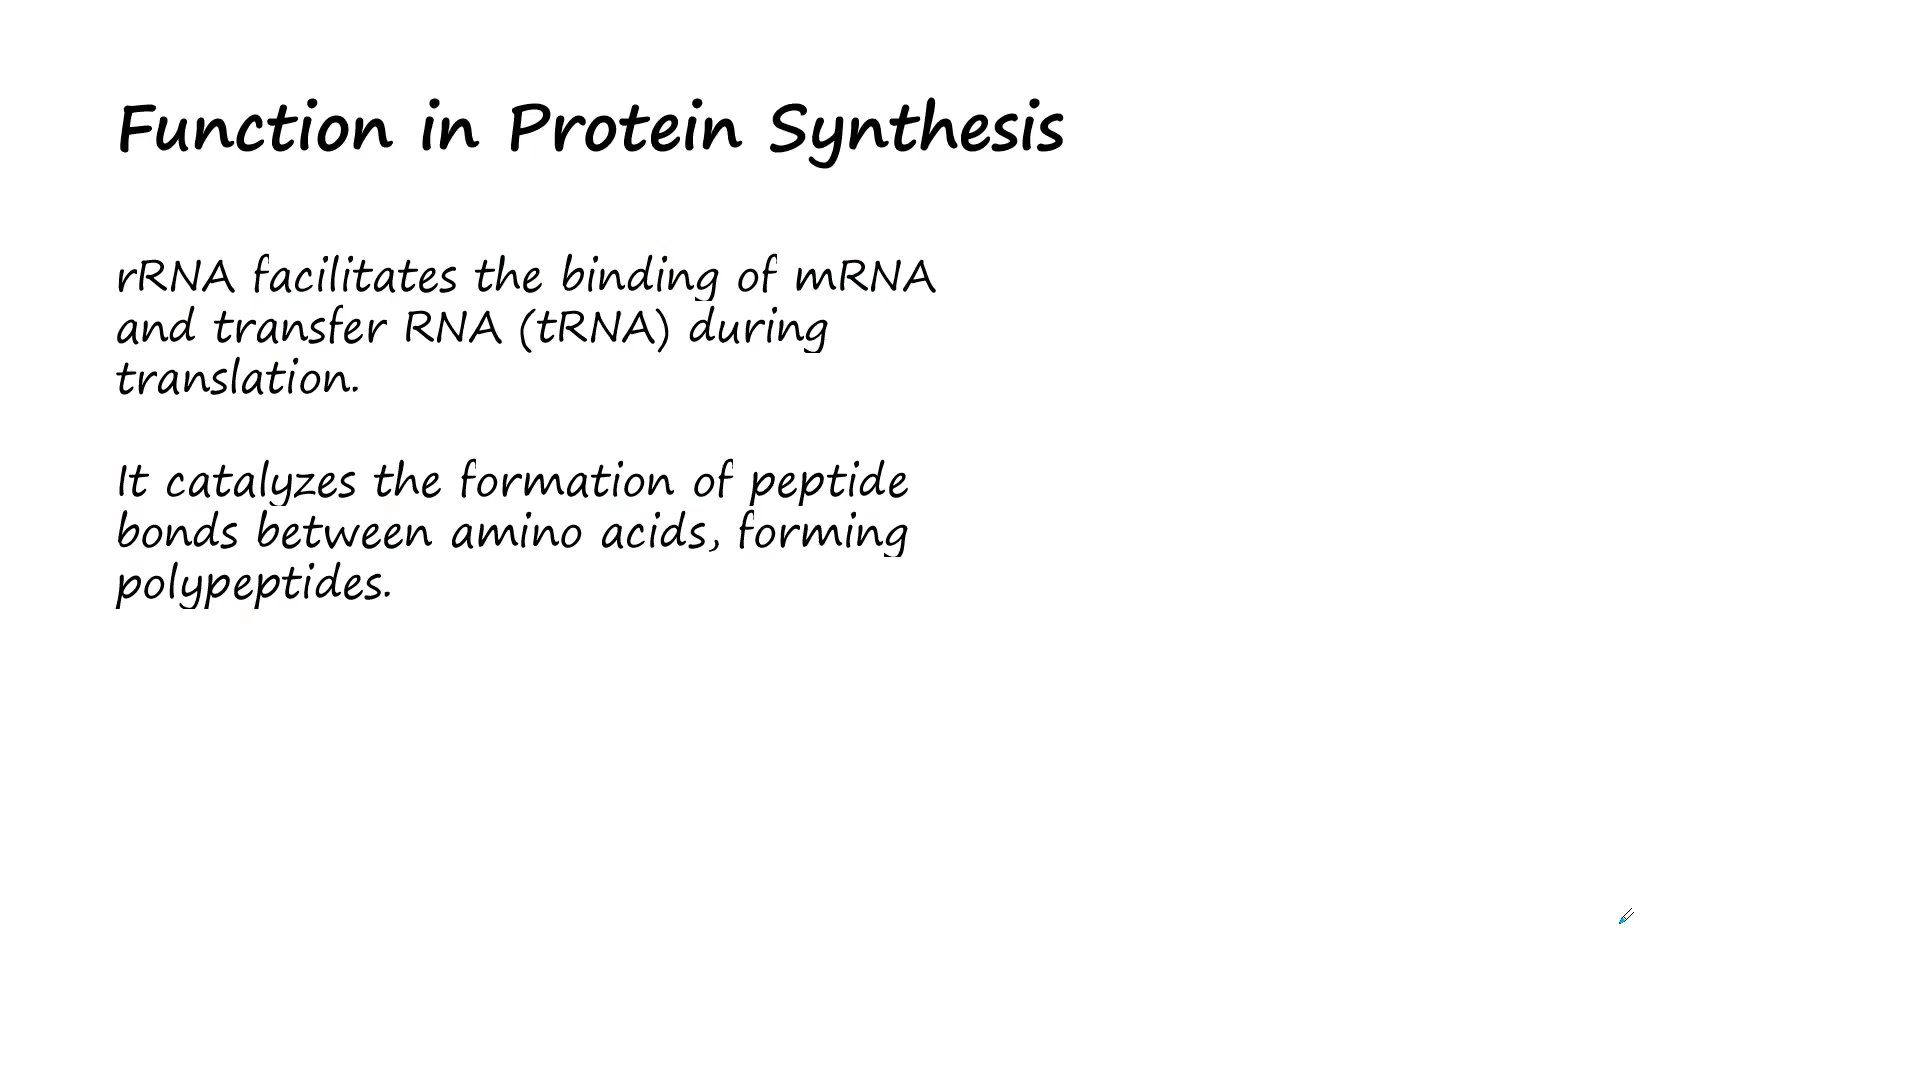 Function in Protein Synthesis
rRNA facilitates the binding of mRNA
and transfer RNA (tRNA) during
translation.
It catalyzes the formation of peptide
bonds between amino acids, forming
polypeptides.